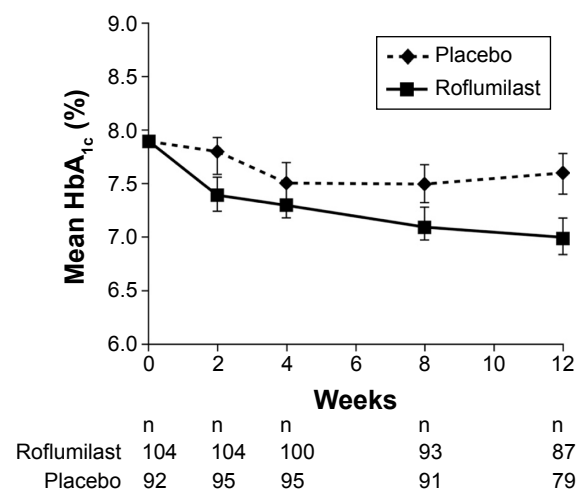 9.0
8.5
8.0
7.5
7.0
6.5
6.0
Mean HbA1c (%)
Placebo
Roflumilast
0 2 4 6 8 10 12
Weeks
n n n n n
Roflumilast 104 104 100 93 87
Placebo 92 95 95 91 79